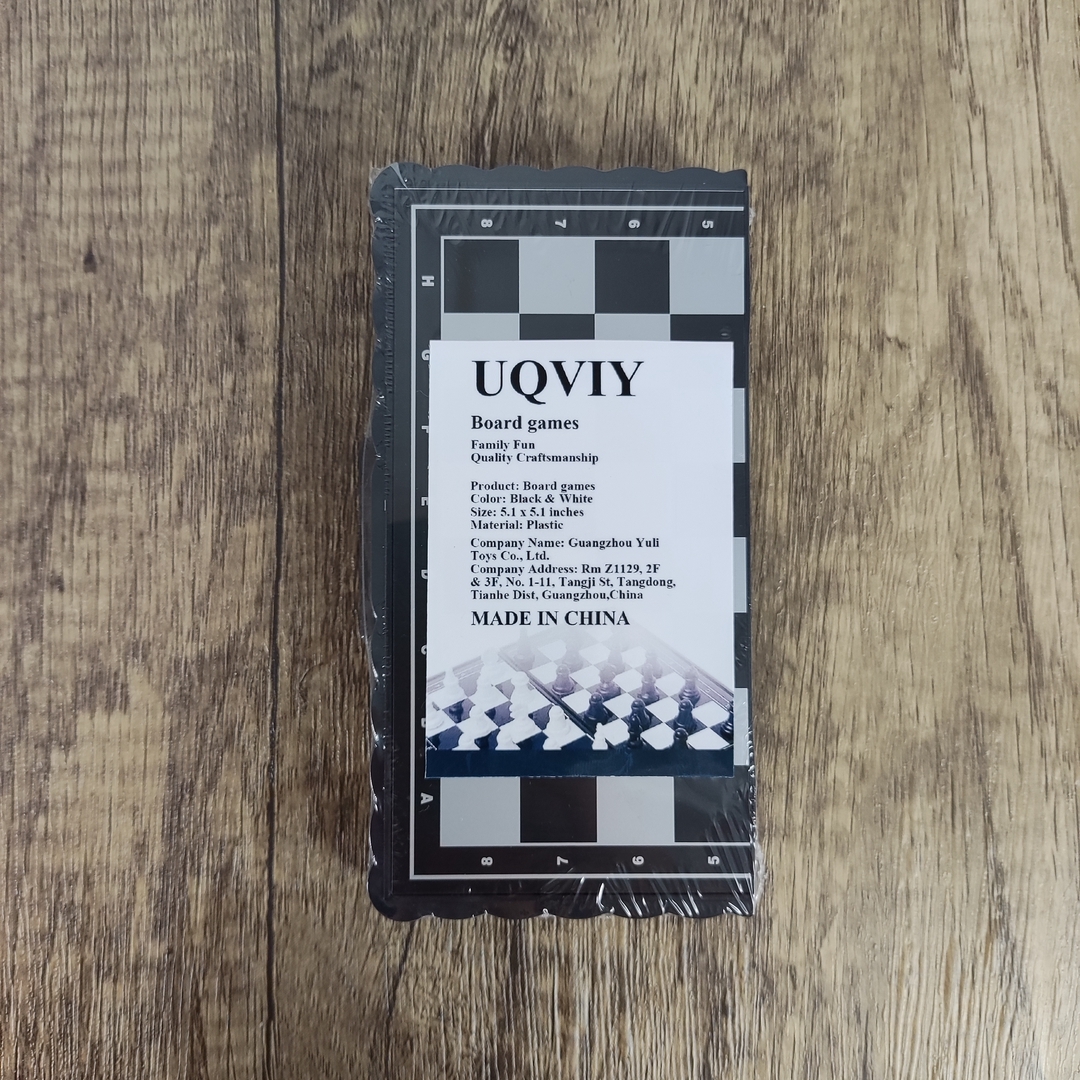 8 7 6 5
H
G
UQVIY
Board games
Family Fun
Quality Craftsmanship
Product: Board games
Color: Black & White
Size: 5.1 x 5.1 inches
Material: Plastic
Company Name: Guangzhou Yuli
Toys Co., Ltd.
Company Address: Rm Z1129, 2F
& 3F, No. 1-11, Tangji St, Tangdong,
Tianhe Dist, Guangzhou,China
MADE IN CHINA
F
E
D
C
B
A
8 7 6 5